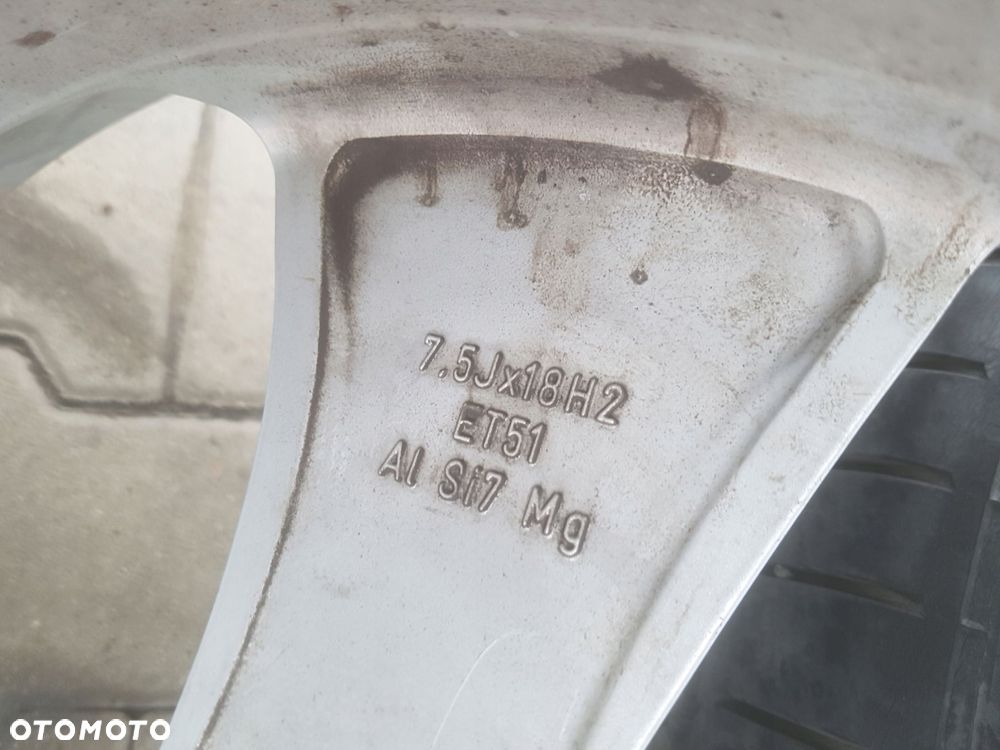 7.5Jx18H2
ET51
Al Si7 Mg
OTOMOTO